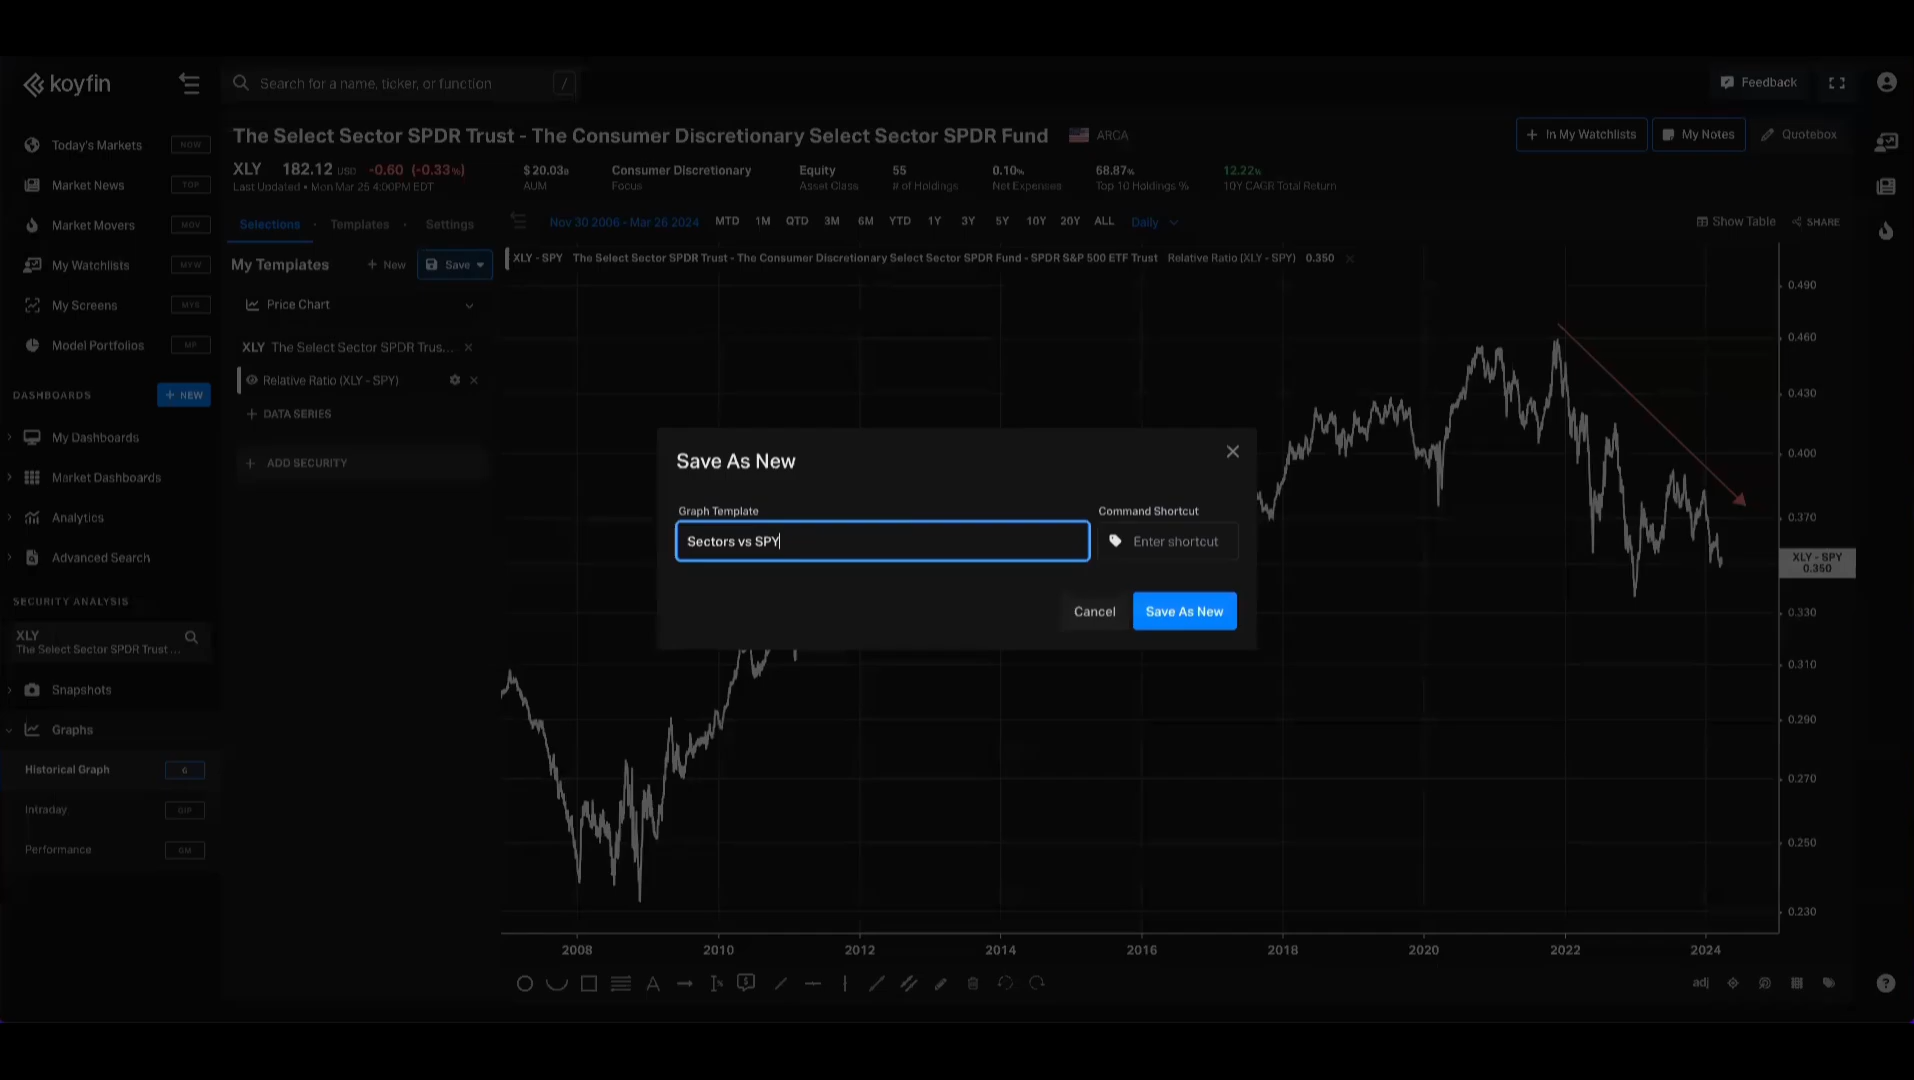 koyfin
Search for a name, ticker, or function /
Feedback
Today's Markets NOW
Market News TOP
Market Movers MOV
My Watchlists MYW
My Screens MYS
Model Portfolios MP
DASHBOARDS + NEW
My Dashboards
Market Dashboards
Analytics
Advanced Search
SECURITY ANALYSIS
XLY
The Select Sector SPDR Trust ...
Snapshots
Graphs
Historical Graph G
Intraday GIP
Performance GM
The Select Sector SPDR Trust - The Consumer Discretionary Select Sector SPDR Fund ARCA
+ In My Watchlists My Notes Quotebox
XLY 182.12 USD -0.60 (-0.33%)
Last Updated • Mon Mar 25 4:00PM EDT
$20.03B Consumer Discretionary Equity 55 0.10% 68.87% 12.22%
AUM Focus Asset Class # of Holdings Net Expenses Top 10 Holdings % 10Y CAGR Total Return
Selections · Templates · Settings
Nov 30 2006 - Mar 26 2024 MTD 1M QTD 3M 6M YTD 1Y 3Y 5Y 10Y 20Y ALL Daily
Show Table SHARE
My Templates + New Save
Price Chart
XLY The Select Sector SPDR Trus... ×
Relative Ratio (XLY - SPY) ×
+ DATA SERIES
+ ADD SECURITY
XLY - SPY The Select Sector SPDR Trust - The Consumer Discretionary Select Sector SPDR Fund - SPDR S&P 500 ETF Trust Relative Ratio (XLY - SPY) 0.350 ×
Save As New
Graph Template Command Shortcut
Sectors vs SPY Enter shortcut
Cancel Save As New
0.490
0.460
0.430
0.400
0.370
XLY - SPY
0.350
0.330
0.310
0.290
0.270
0.250
0.230
2008 2010 2012 2014 2016 2018 2020 2022 2024
adj
?